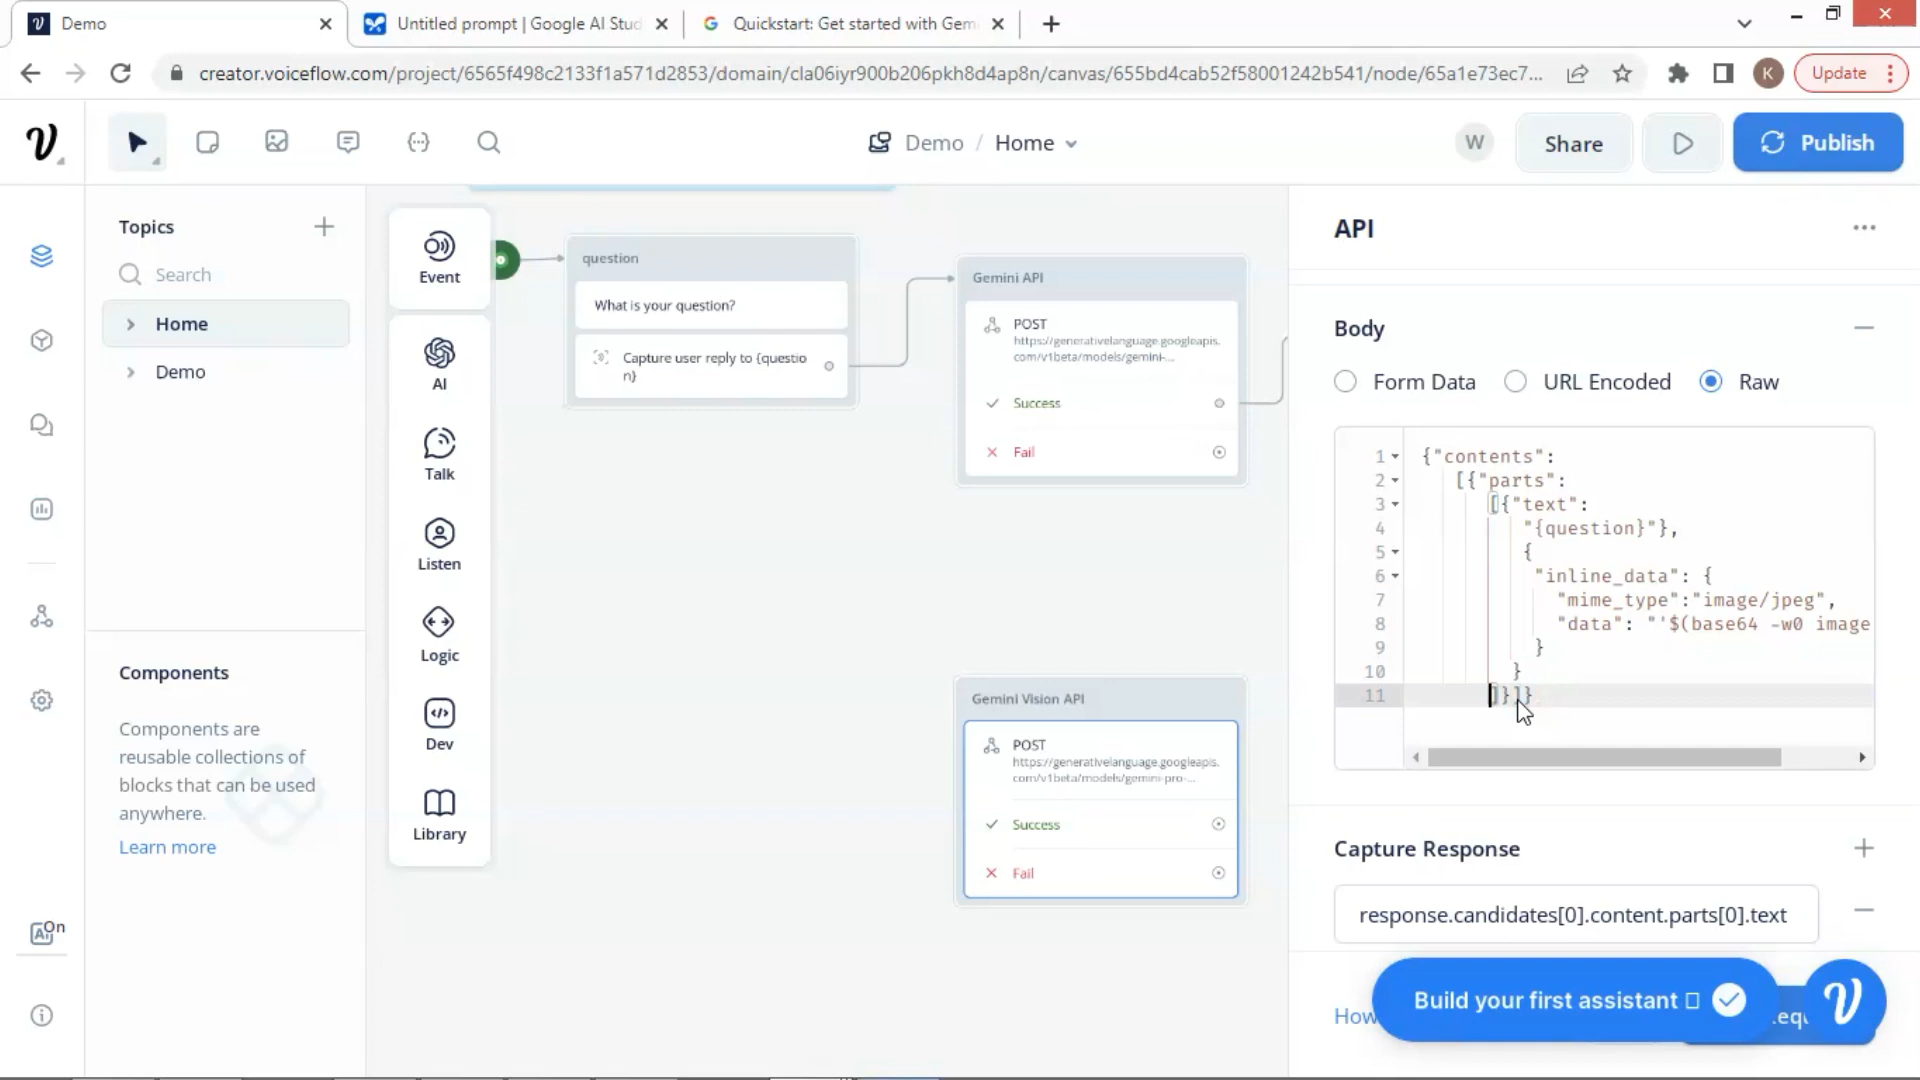 Demo
Untitled prompt | Google AI Stud
Quickstart: Get started with Gem
creator.voiceflow.com/project/6565f498c2133f1a571d2853/domain/cla06iyr900b206pkh8d4ap8n/canvas/655bd4cab52f58001242b541/node/65a1e73ec7...
K
Update
Demo / Home
W
Share
Publish
Topics
Search
Home
Demo
Components
Components are
reusable collections of
blocks that can be used
anywhere.
Learn more
On
Event
AI
Talk
Listen
Logic
Dev
Library
question
What is your question?
Capture user reply to {questio
n}
Gemini API
POST
https://generativelanguage.googleapis.
com/v1beta/models/gemini-...
Success
Fail
Gemini Vision API
POST
https://generativelanguage.googleapis.
com/v1beta/models/gemini-pro-...
Success
Fail
API
Body
Form Data
URL Encoded
Raw
1 {"contents":
2 [{"parts":
3 [{"text":
4 "{question}"},
5 {
6 "inline_data": {
7 "mime_type":"image/jpeg",
8 "data": "'$(base64 -w0 image
9 }
10 }
11 ]}]}
Capture Response
response.candidates[0].content.parts[0].text
How
Build your first assistant